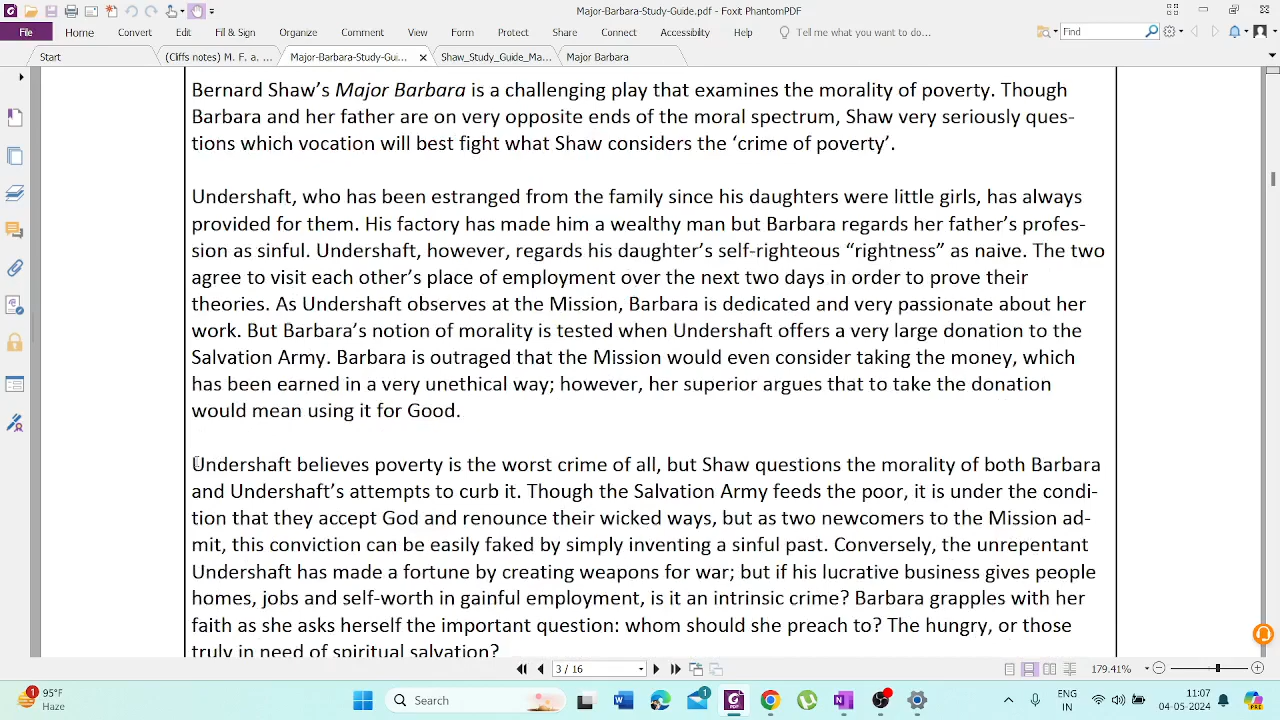 Major-Barbara-Study-Guide.pdf - Foxit PhantomPDF
File Home Convert Edit Fill & Sign Organize Comment View Form Protect Share Connect Accessibility Help Tell me what you want to do... Find
Start (Cliffs notes) M. F. a. ... Major-Barbara-Study-Gui... Shaw_Study_Guide_Ma... Major Barbara
Bernard Shaw's Major Barbara is a challenging play that examines the morality of poverty. Though
Barbara and her father are on very opposite ends of the moral spectrum, Shaw very seriously ques-
tions which vocation will best fight what Shaw considers the 'crime of poverty'.
Undershaft, who has been estranged from the family since his daughters were little girls, has always
provided for them. His factory has made him a wealthy man but Barbara regards her father's profes-
sion as sinful. Undershaft, however, regards his daughter's self-righteous "rightness" as naive. The two
agree to visit each other's place of employment over the next two days in order to prove their
theories. As Undershaft observes at the Mission, Barbara is dedicated and very passionate about her
work. But Barbara's notion of morality is tested when Undershaft offers a very large donation to the
Salvation Army. Barbara is outraged that the Mission would even consider taking the money, which
has been earned in a very unethical way; however, her superior argues that to take the donation
would mean using it for Good.
Undershaft believes poverty is the worst crime of all, but Shaw questions the morality of both Barbara
and Undershaft's attempts to curb it. Though the Salvation Army feeds the poor, it is under the condi-
tion that they accept God and renounce their wicked ways, but as two newcomers to the Mission ad-
mit, this conviction can be easily faked by simply inventing a sinful past. Conversely, the unrepentant
Undershaft has made a fortune by creating weapons for war; but if his lucrative business gives people
homes, jobs and self-worth in gainful employment, is it an intrinsic crime? Barbara grapples with her
faith as she asks herself the important question: whom should she preach to? The hungry, or those
truly in need of spiritual salvation?
3 / 16 179.41%
1 95°F Search ENG 11:07
Haze IN 04-05-2024